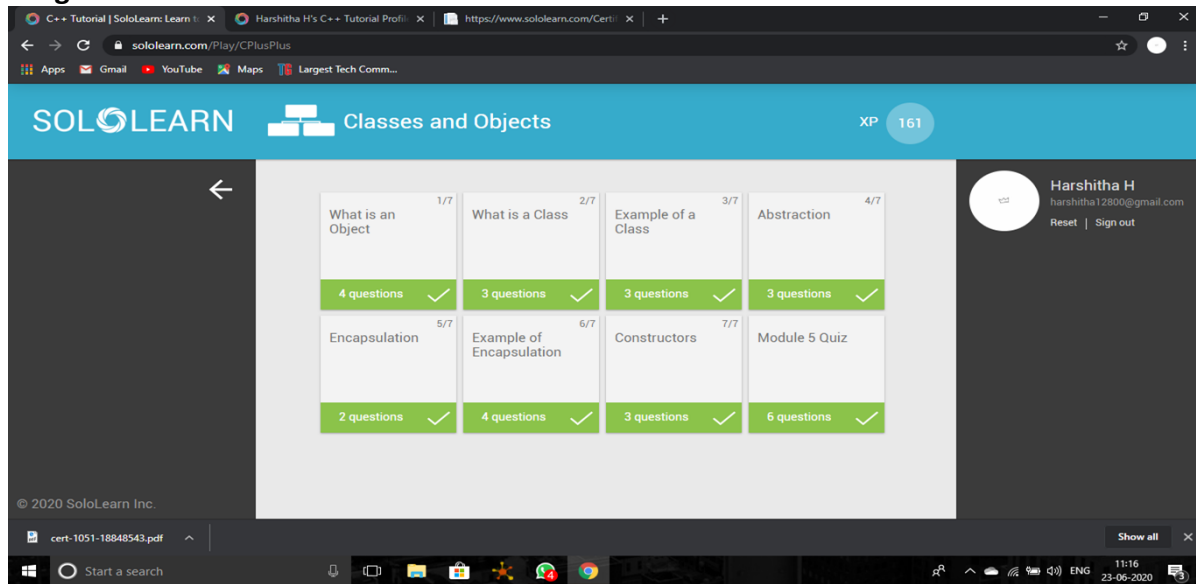 C++ Tutorial | SoloLearn: Learn to
Harshitha H's C++ Tutorial Profil
https://www.sololearn.com/Certi
sololearn.com/Play/CPlusPlus
Apps Gmail YouTube Maps Largest Tech Comm...
SOLOLEARN
Classes and Objects
XP 161
Harshitha H
harshitha12800@gmail.com
Reset | Sign out
1/7
What is an
Object
4 questions
2/7
What is a Class
3 questions
3/7
Example of a
Class
3 questions
4/7
Abstraction
3 questions
5/7
Encapsulation
2 questions
6/7
Example of
Encapsulation
4 questions
7/7
Constructors
3 questions
Module 5 Quiz
6 questions
© 2020 SoloLearn Inc.
cert-1051-18848543.pdf
Show all
Start a search
ENG
11:16
23-06-2020